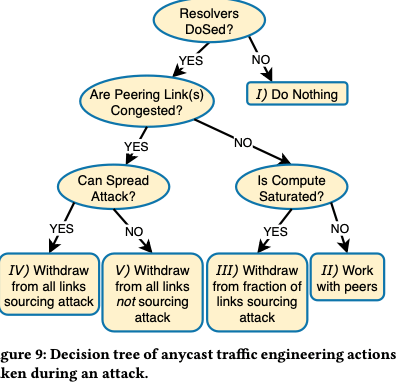 Resolvers
DoSed?
YES
NO
Are Peering Link(s)
Congested?
I) Do Nothing
YES
NO
Can Spread
Attack?
Is Compute
Saturated?
YES
NO
YES
NO
IV) Withdraw
from all links
sourcing attack
V) Withdraw
from all links
not sourcing
attack
III) Withdraw
from fraction of
links sourcing
attack
II) Work
with peers
gure 9: Decision tree of anycast traffic engineering actions
ken during an attack.